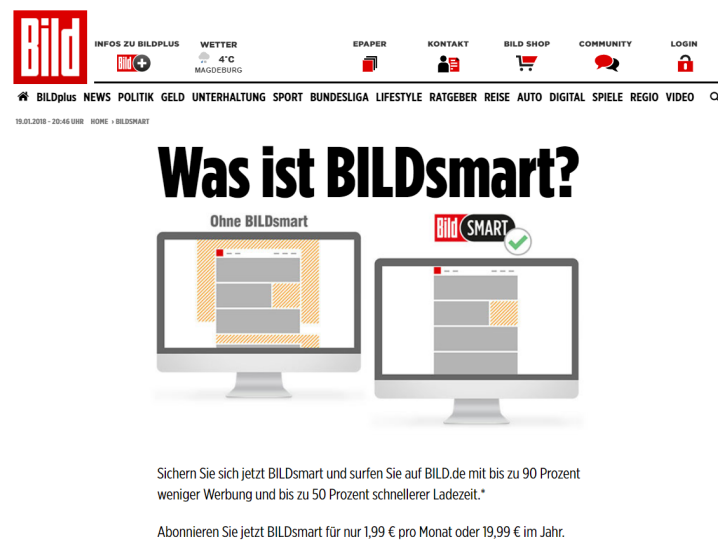 Bild
INFOS ZU BILDPLUS
Bild+
WETTER
4°C
MAGDEBURG
EPAPER
KONTAKT
BILD SHOP
COMMUNITY
LOGIN
BILDplus NEWS POLITIK GELD UNTERHALTUNG SPORT BUNDESLIGA LIFESTYLE RATGEBER REISE AUTO DIGITAL SPIELE REGIO VIDEO
19.01.2018 - 20:46 UHR HOME › BILDSMART
Was ist BILDsmart?
Ohne BILDsmart
Bild SMART
Sichern Sie sich jetzt BILDsmart und surfen Sie auf BILD.de mit bis zu 90 Prozent
weniger Werbung und bis zu 50 Prozent schnellerer Ladezeit.*
Abonnieren Sie jetzt BILDsmart für nur 1,99 € pro Monat oder 19,99 € im Jahr.